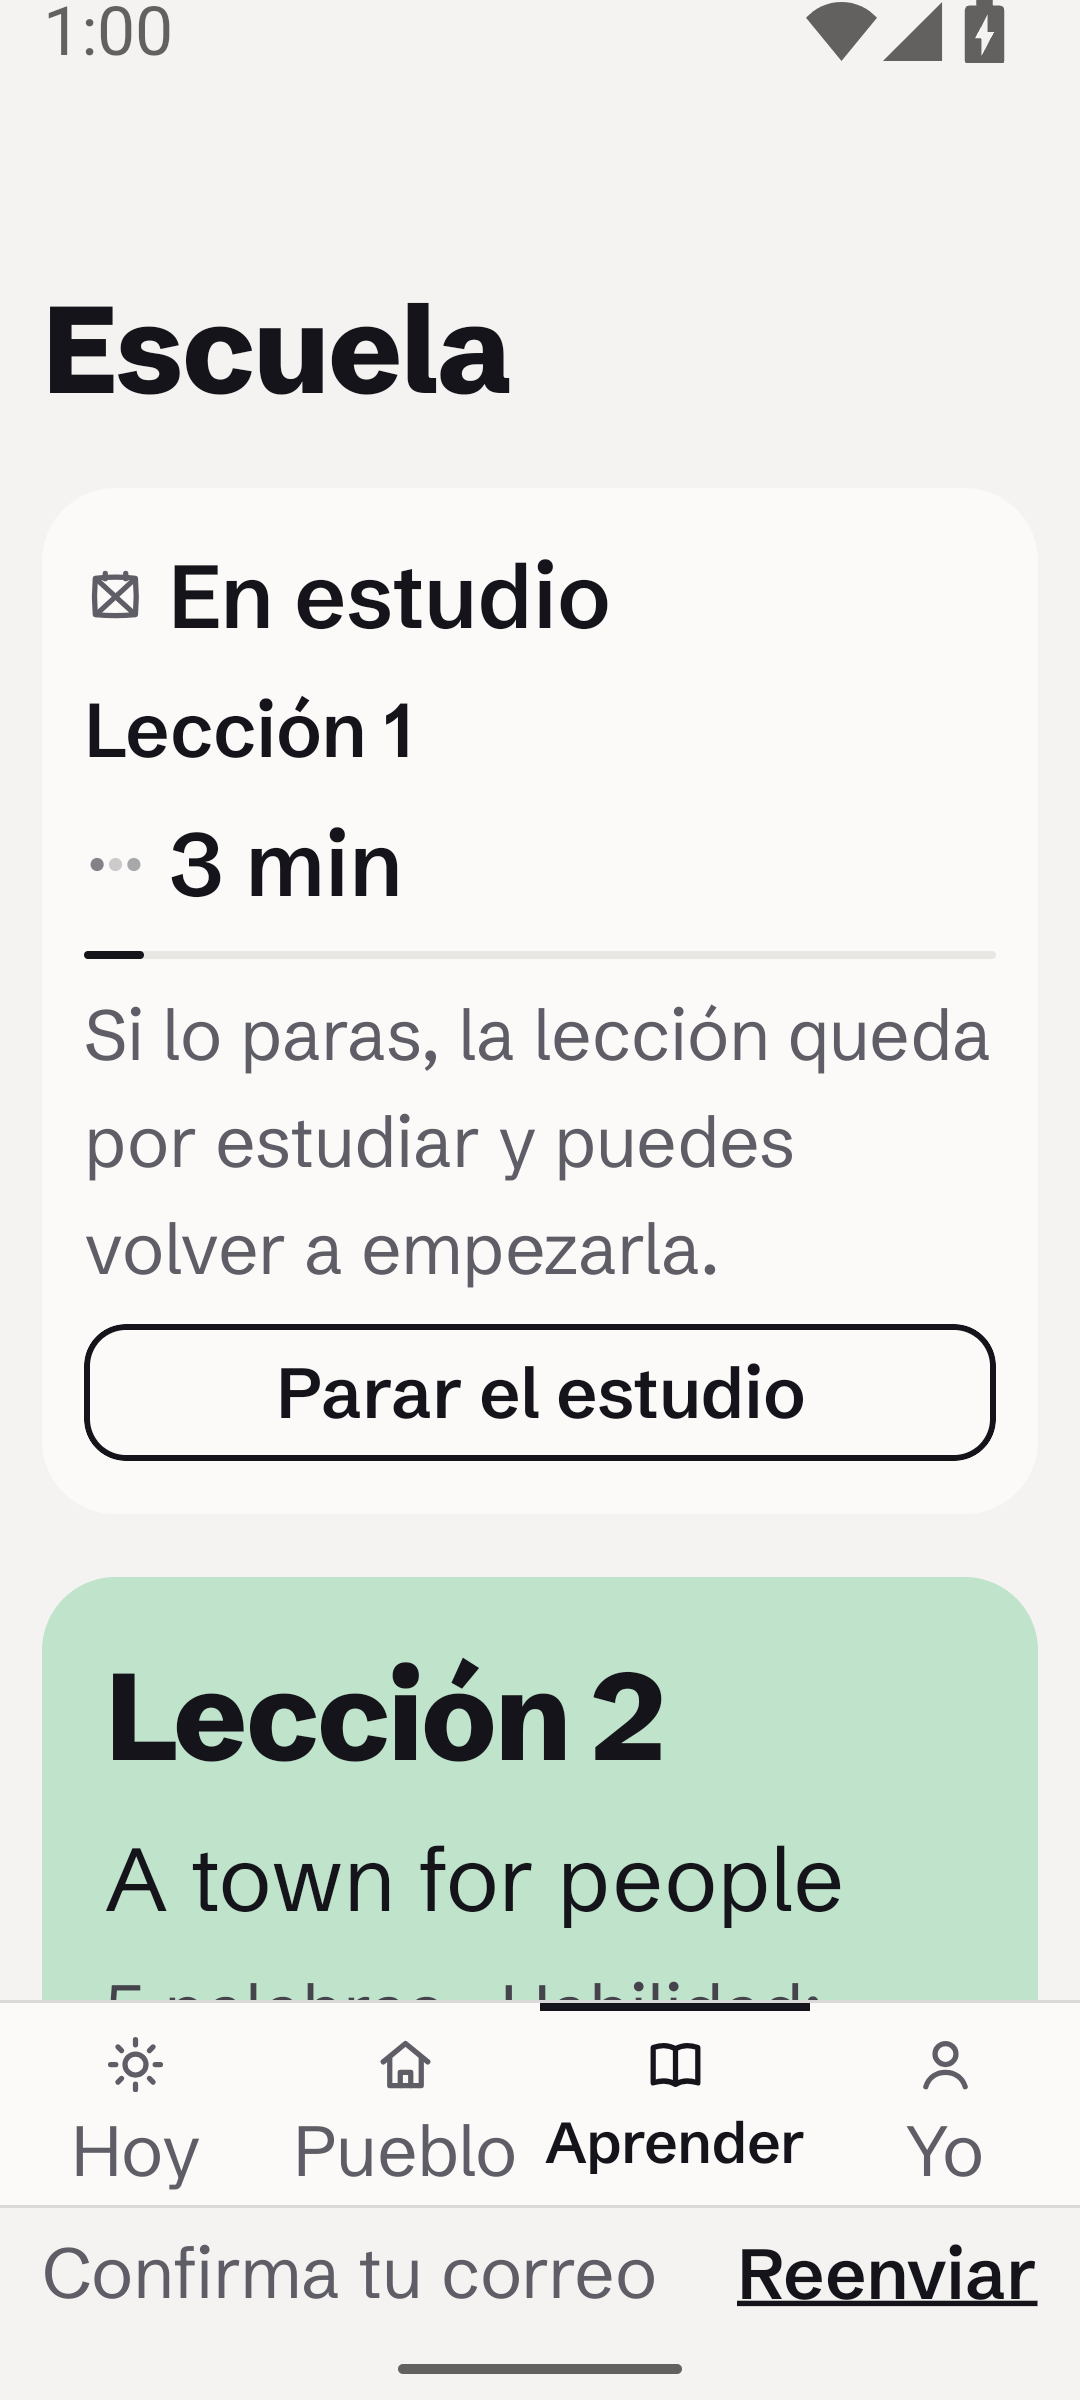 1:00
Escuela
En estudio
Lección 1
3 min
Si lo paras, la lección queda
por estudiar y puedes
volver a empezarla.
Parar el estudio
Lección 2
A town for people
Hoy
Pueblo
Aprender
Yo
Confirma tu correo
Reenviar